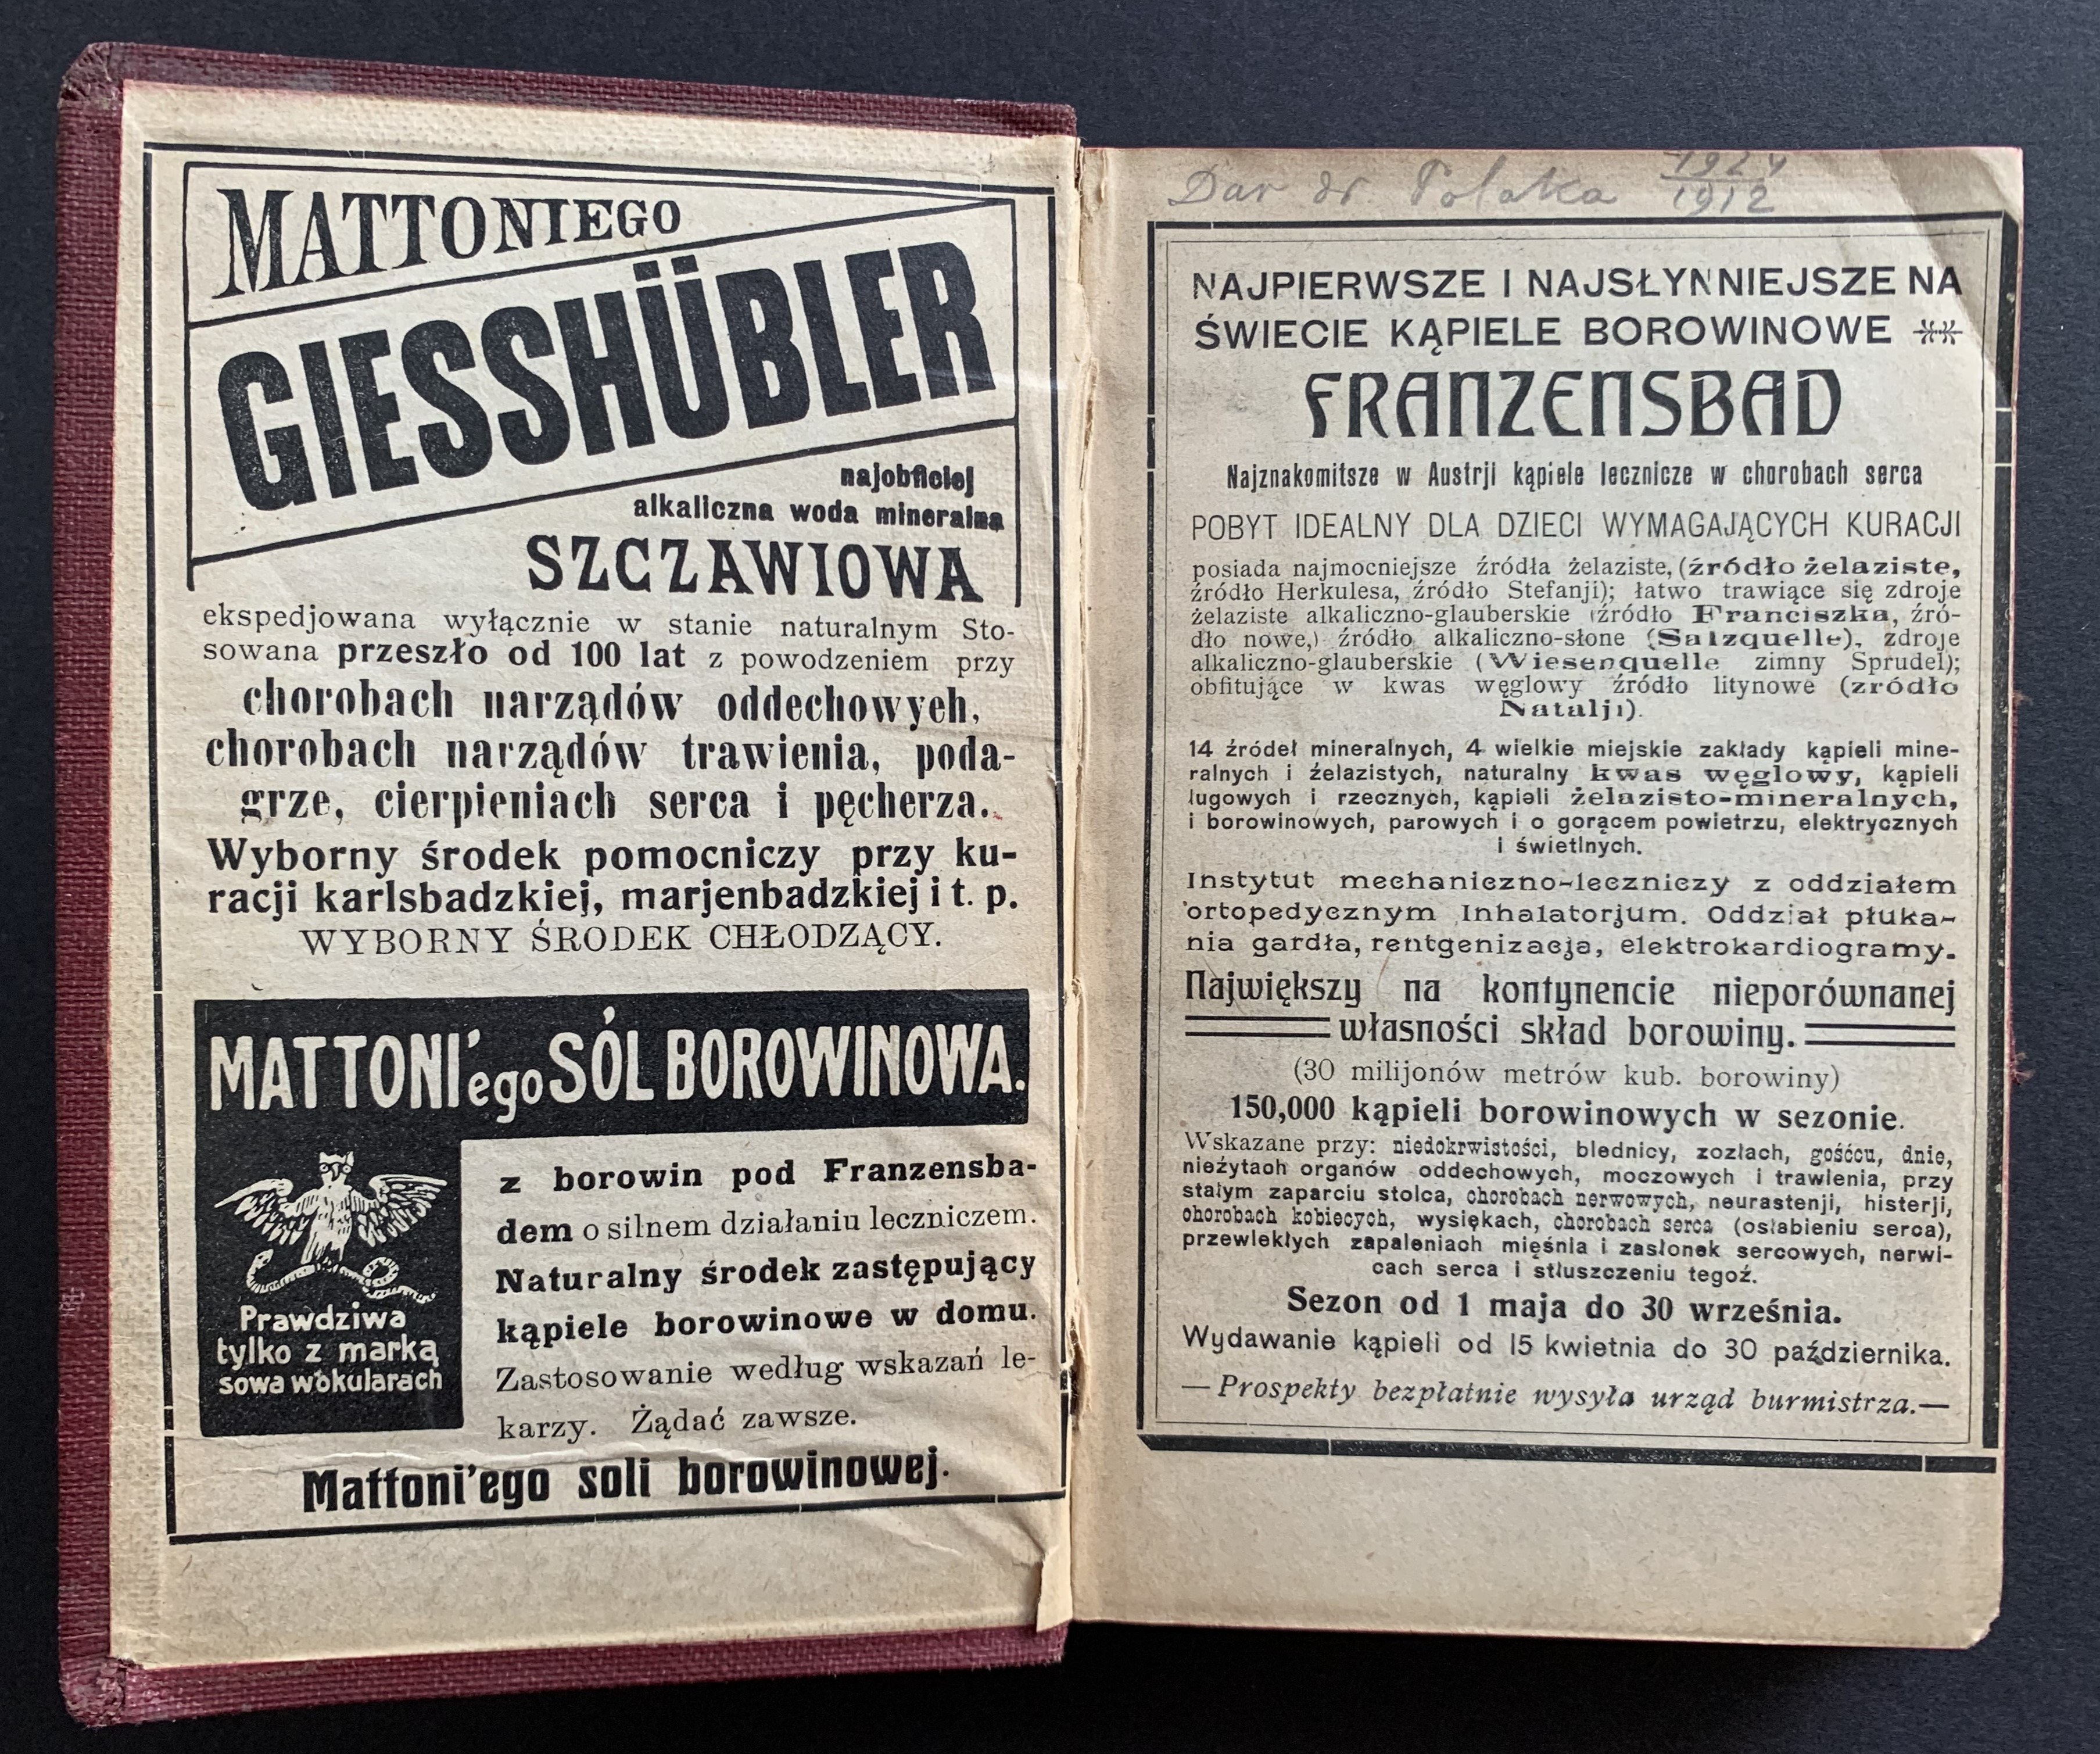 MATTONIEGO
GIESSHÜBLER
najobficiej
alkaliczna woda mineralna
SZCZAWIOWA
ekspedjowana wyłącznie w stanie naturalnym Sto-
sowana przeszło od 100 lat z powodzeniem przy
chorobach narządów oddechowych,
chorobach narządów trawienia, poda-
grze, cierpieniach serca i pęcherza.
Wyborny środek pomocniczy przy ku-
racji karlsbadzkiej, marjenbadzkiej i t. p.
WYBORNY ŚRODEK CHŁODZĄCY.
MATTONI'ego SÓL BOROWINOWA.
Prawdziwa
tylko z marką
sowa wokularach
z borowin pod Franzensba-
dem o silnem działaniu leczniczem.
Naturalny środek zastępujący
kąpiele borowinowe w domu.
Zastosowanie według wskazań le-
karzy. Żądać zawsze.
Mattoni'ego soli borowinowej.
Dar dr. Polaka 1924
1912
NAJPIERWSZE I NAJSŁYNNIEJSZE NA
ŚWIECIE KĄPIELE BOROWINOWE
FRANZENSBAD
Najznakomitsze w Austrji kąpiele lecznicze w chorobach serca
POBYT IDEALNY DLA DZIECI WYMAGAJĄCYCH KURACJI
posiada najmocniejsze źródła żelaziste, (źródło żelaziste,
źródło Herkulesa, źródło Stefanji); łatwo trawiące się zdroje
żelaziste alkaliczno-glauberskie (źródło Franciszka, źró-
dło nowe,) źródło alkaliczno-słone (Salzquelle), zdroje
alkaliczno-glauberskie (Wiesenquelle zimny Sprudel);
obfitujące w kwas węglowy źródło litynowe (zródło
Natalji).
14 źródeł mineralnych, 4 wielkie miejskie zakłady kąpieli mine-
ralnych i żelazistych, naturalny kwas węglowy, kąpieli
ługowych i rzecznych, kąpieli żelazisto-mineralnych,
i borowinowych, parowych i o gorącem powietrzu, elektrycznych
i świetlnych.
Instytut mechaniczno-leczniczy z oddziałem
ortopedycznym Inhalatorjum. Oddział płuka-
nia gardła, rentgenizacja, elektrokardiogramy.
Największy na kontynencie nieporównanej
własności skład borowiny.
(30 milijonów metrów kub. borowiny)
150,000 kąpieli borowinowych w sezonie.
Wskazane przy: niedokrwistości, blednicy, zozłach, gośćcu, dnie,
nieżytach organów oddechowych, moczowych i trawienia, przy
stałym zaparciu stolca, chorobach nerwowych, neurastenji, histerji,
chorobach kobiecych, wysiękach, chorobach serca (osłabieniu serca),
przewlekłych zapaleniach mięśnia i zasłonek sercowych, nerwi-
cach serca i stłuszczeniu tegoż.
Sezon od 1 maja do 30 września.
Wydawanie kąpieli od 15 kwietnia do 30 października.
— Prospekty bezpłatnie wysyła urząd burmistrza.—